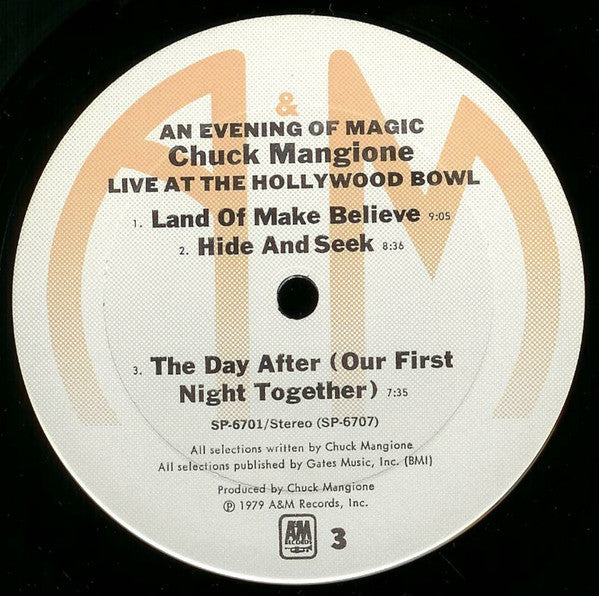 A&M
AN EVENING OF MAGIC
Chuck Mangione
LIVE AT THE HOLLYWOOD BOWL
1. Land Of Make Believe 9:05
2. Hide And Seek 8:36
3. The Day After (Our First
Night Together) 7:35
SP-6701/Stereo (SP-6707)
All selections written by Chuck Mangione
All selections published by Gates Music, Inc. (BMI)
Produced by Chuck Mangione
℗ 1979 A&M Records, Inc.
A&M RECORDS 3